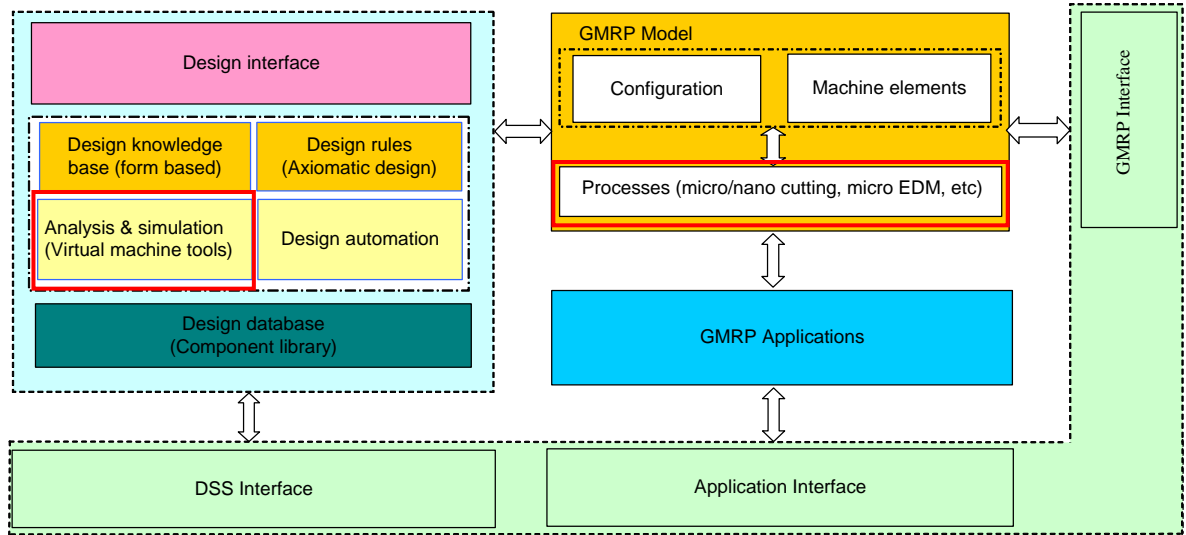 Design interface
Design knowledge
base (form based)
Design rules
(Axiomatic design)
Analysis & simulation
(Virtual machine tools)
Design automation
Design database
(Component library)
GMRP Model
Configuration
Machine elements
Processes (micro/nano cutting, micro EDM, etc)
GMRP Applications
GMRP Interface
DSS Interface
Application Interface